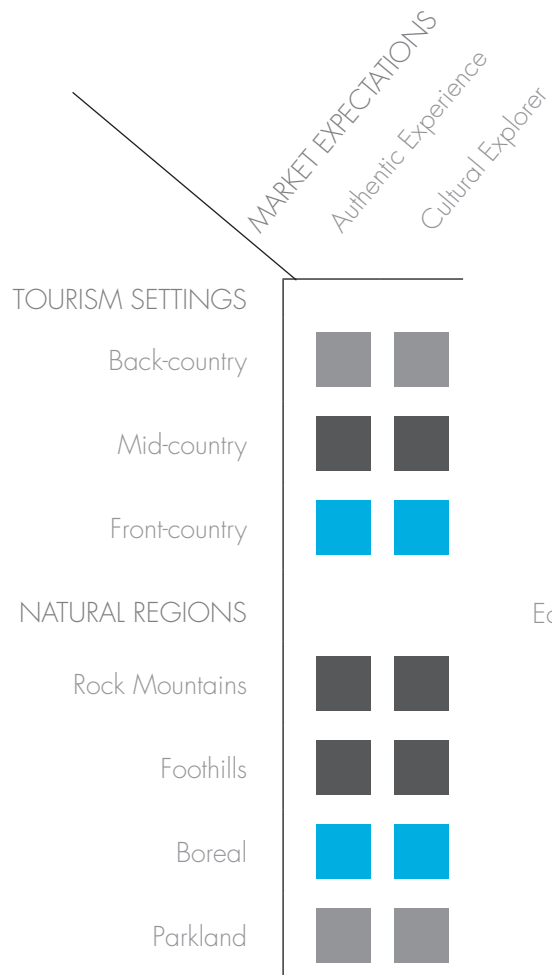 MARKET EXPECTATIONS
Authentic Experience
Cultural Explorer
TOURISM SETTINGS
Back-country
Mid-country
Front-country
NATURAL REGIONS
Rock Mountains
Foothills
Boreal
Parkland